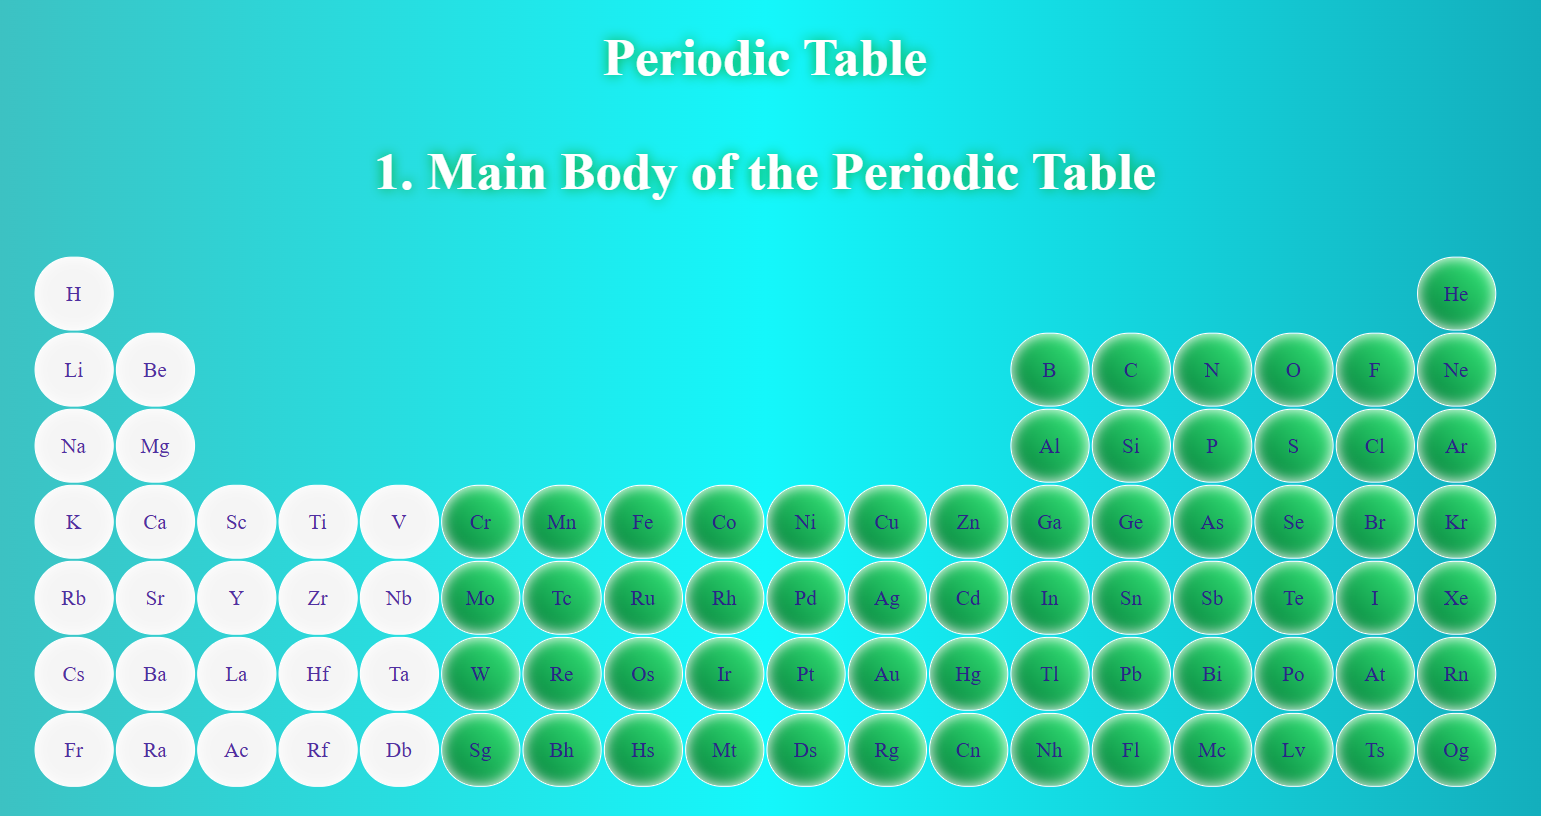 Periodic Table
1. Main Body of the Periodic Table
H He
Li Be B C N O F Ne
Na Mg Al Si P S Cl Ar
K Ca Sc Ti V Cr Mn Fe Co Ni Cu Zn Ga Ge As Se Br Kr
Rb Sr Y Zr Nb Mo Tc Ru Rh Pd Ag Cd In Sn Sb Te I Xe
Cs Ba La Hf Ta W Re Os Ir Pt Au Hg Tl Pb Bi Po At Rn
Fr Ra Ac Rf Db Sg Bh Hs Mt Ds Rg Cn Nh Fl Mc Lv Ts Og